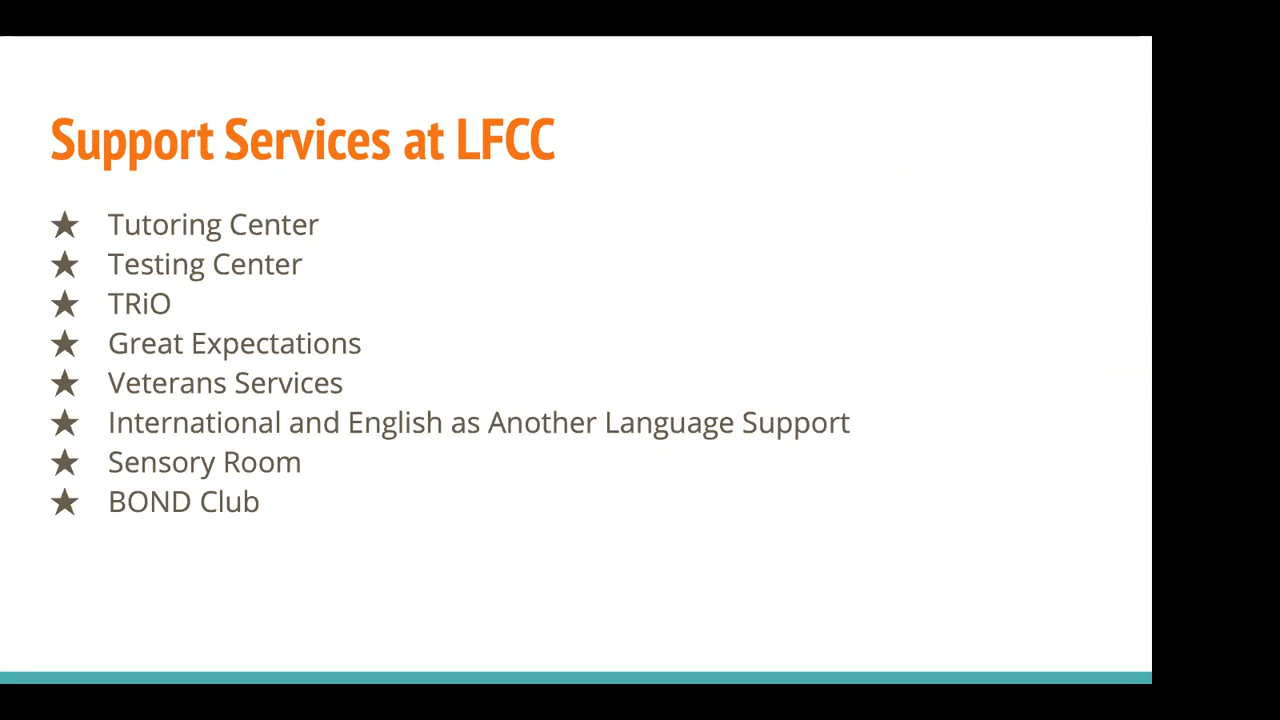 Support Services at LFCC
★ Tutoring Center
★ Testing Center
★ TRiO
★ Great Expectations
★ Veterans Services
★ International and English as Another Language Support
★ Sensory Room
★ BOND Club